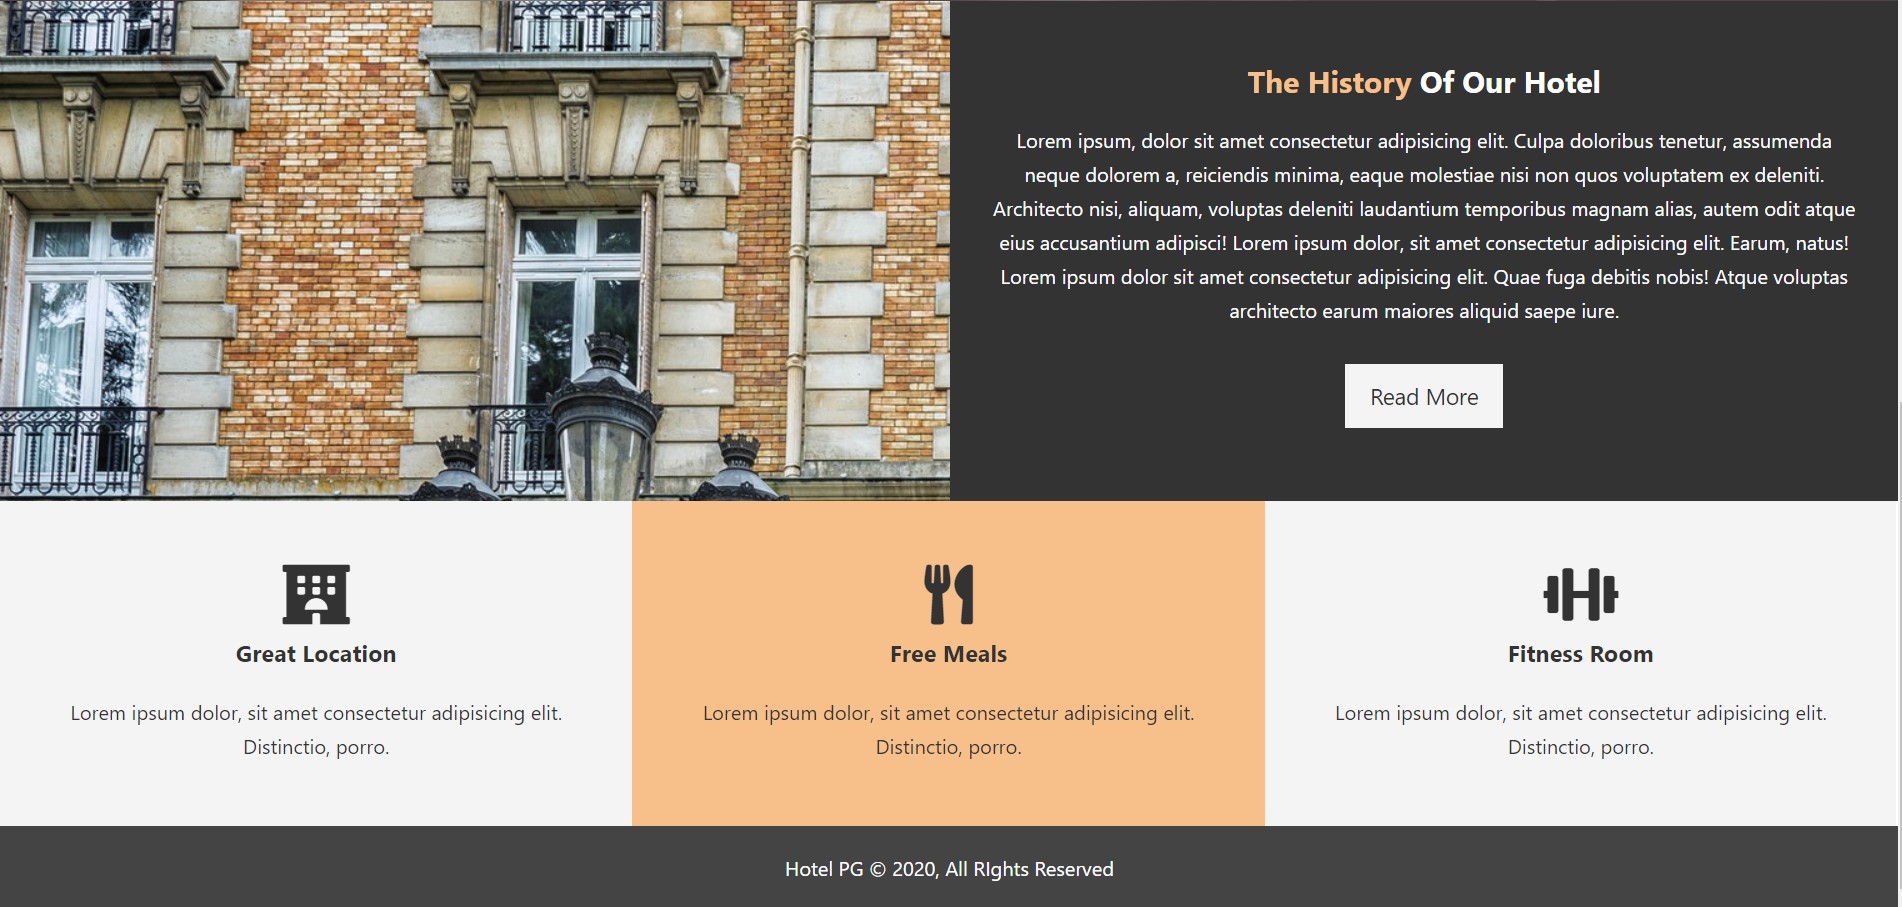 The History Of Our Hotel
Lorem ipsum, dolor sit amet consectetur adipisicing elit. Culpa doloribus tenetur, assumenda
neque dolorem a, reiciendis minima, eaque molestiae nisi non quos voluptatem ex deleniti.
Architecto nisi, aliquam, voluptas deleniti laudantium temporibus magnam alias, autem odit atque
eius accusantium adipisci! Lorem ipsum dolor, sit amet consectetur adipisicing elit. Earum, natus!
Lorem ipsum dolor sit amet consectetur adipisicing elit. Quae fuga debitis nobis! Atque voluptas
architecto earum maiores aliquid saepe iure.
Read More
Great Location
Lorem ipsum dolor, sit amet consectetur adipisicing elit.
Distinctio, porro.
Free Meals
Lorem ipsum dolor, sit amet consectetur adipisicing elit.
Distinctio, porro.
Fitness Room
Lorem ipsum dolor, sit amet consectetur adipisicing elit.
Distinctio, porro.
Hotel PG © 2020, All RIghts Reserved